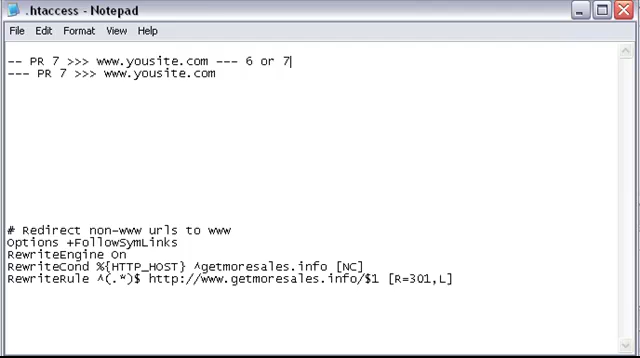 .htaccess - Notepad
File Edit Format View Help
-- PR 7 >>> www.yousite.com --- 6 or 7
--- PR 7 >>> www.yousite.com
# Redirect non-www urls to www
Options +FollowSymLinks
RewriteEngine On
RewriteCond %{HTTP_HOST} ^getmoresales.info [NC]
RewriteRule ^(.*)$ http://www.getmoresales.info/$1 [R=301,L]